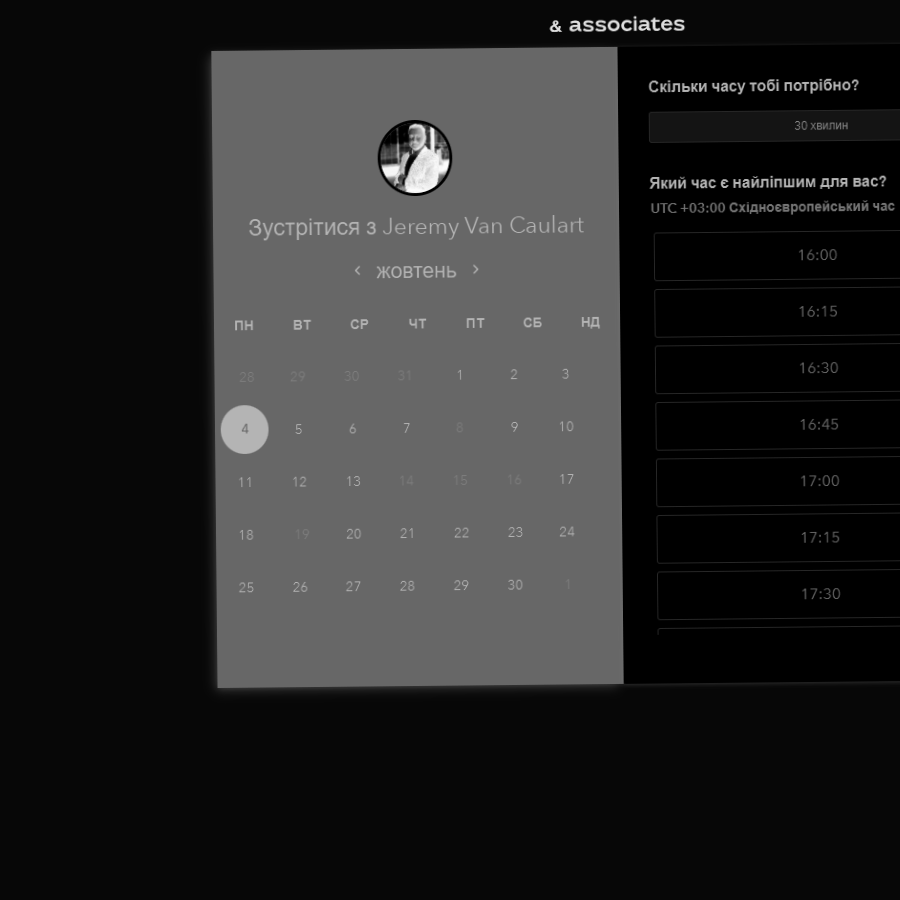 & associates
Зустрітися з Jeremy Van Caulart
‹ жовтень ›
ПН ВТ СР ЧТ ПТ СБ НД
28 29 30 31 1 2 3
4 5 6 7 8 9 10
11 12 13 14 15 16 17
18 19 20 21 22 23 24
25 26 27 28 29 30 1
Скільки часу тобі потрібно?
30 хвилин
Який час є найліпшим для вас?
UTC +03:00 Східноєвропейський час
16:00
16:15
16:30
16:45
17:00
17:15
17:30